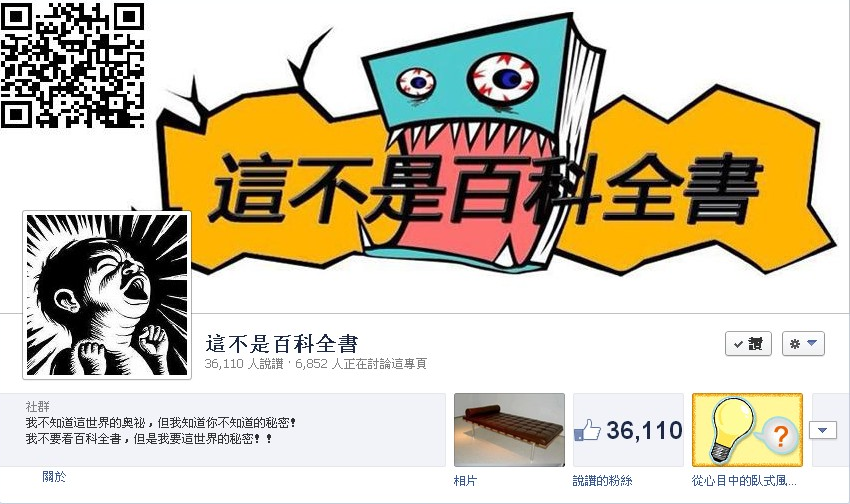 這不是百科全書
這不是百科全書
36,110 人說讚 · 6,852 人正在討論這專頁
讚
社群
我不知道這世界的奧祕，但我知道你不知道的秘密!
我不要看百科全書，但是我要這世界的秘密！！
關於
36,110
相片
說讚的粉絲
從心目中的臥式風...